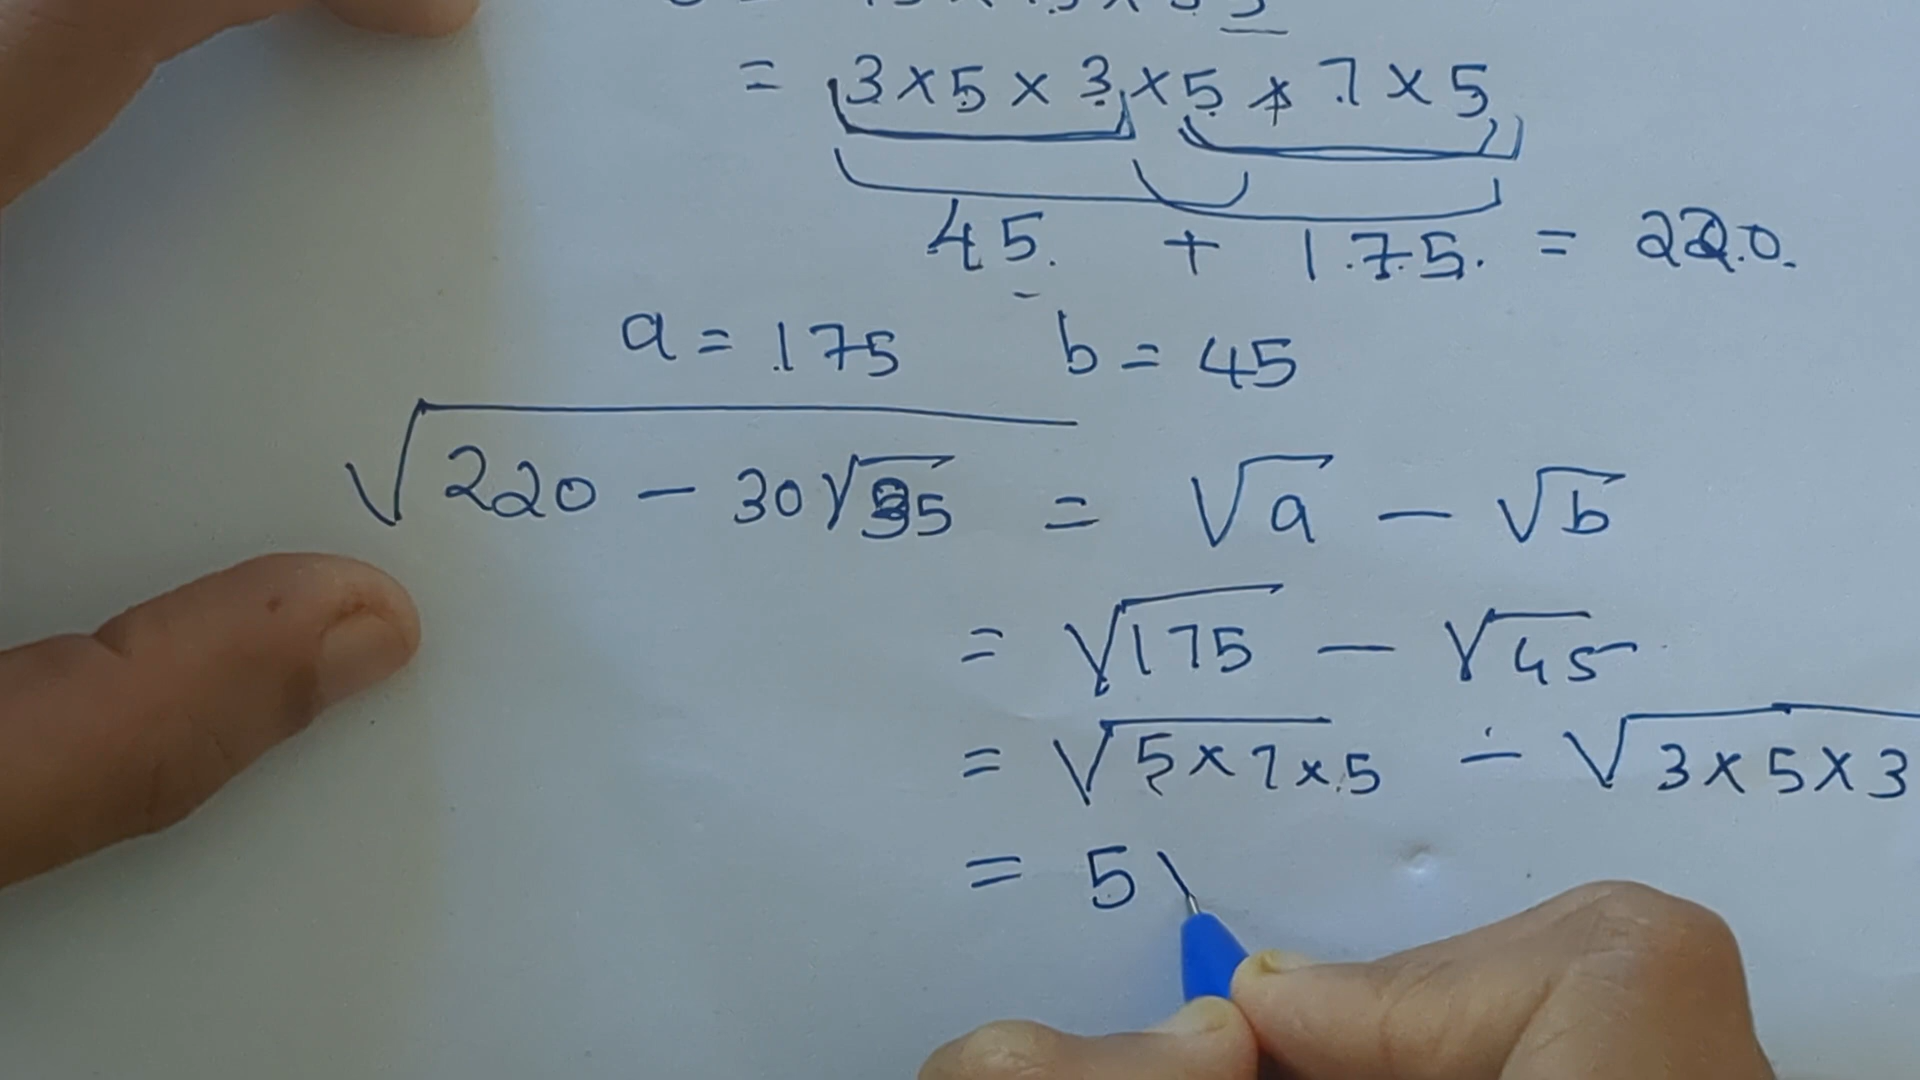 = 3 × 5 × 3 × 5 × 7 × 5
45 + 175 = 220
a = 175 b = 45
√220 − 30√35 = √a − √b
= √175 − √45
= √5×7×5 − √3×5×3
= 5